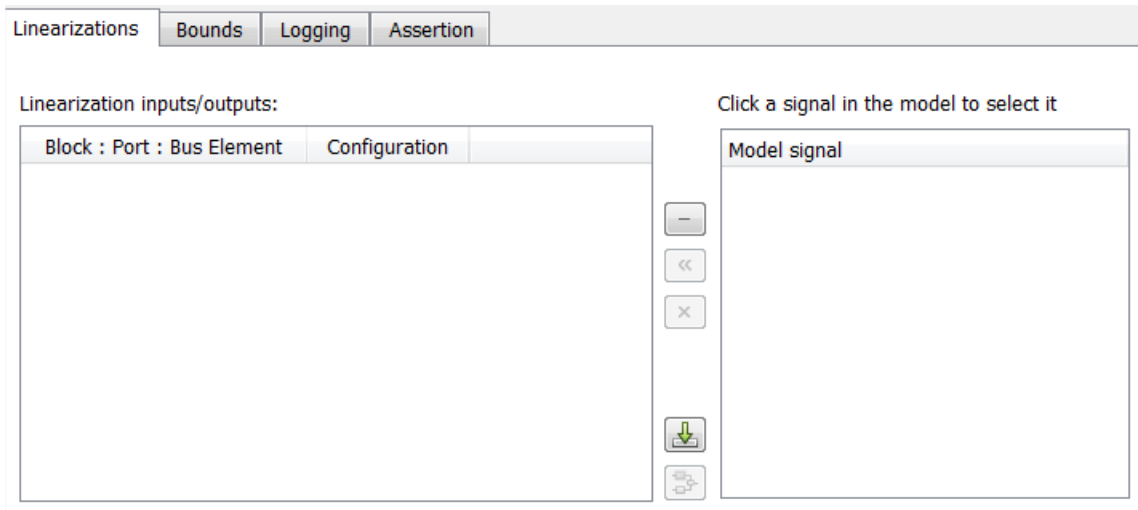 Linearizations Bounds Logging Assertion
Linearization inputs/outputs: Click a signal in the model to select it
Block : Port : Bus Element Configuration Model signal